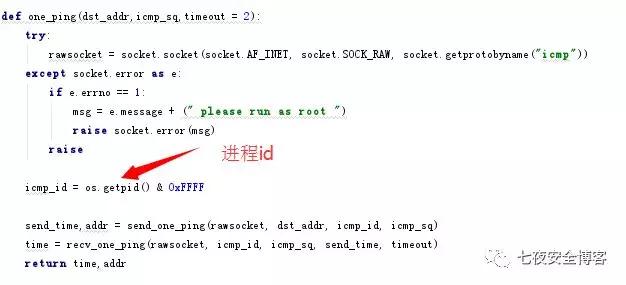 def one_ping(dst_addr,icmp_sq,timeout = 2):
    try:
        rawsocket = socket.socket(socket.AF_INET, socket.SOCK_RAW, socket.getprotobyname("icmp"))
    except socket.error as e:
        if e.errno == 1:
            msg = e.message + (" please run as root ")
            raise socket.error(msg)
        raise
进程id
    icmp_id = os.getpid() & 0xFFFF
    send_time,addr = send_one_ping(rawsocket, dst_addr, icmp_id, icmp_sq)
    time = recv_one_ping(rawsocket, icmp_id, icmp_sq, send_time, timeout)
    return time,addr
七夜安全博客